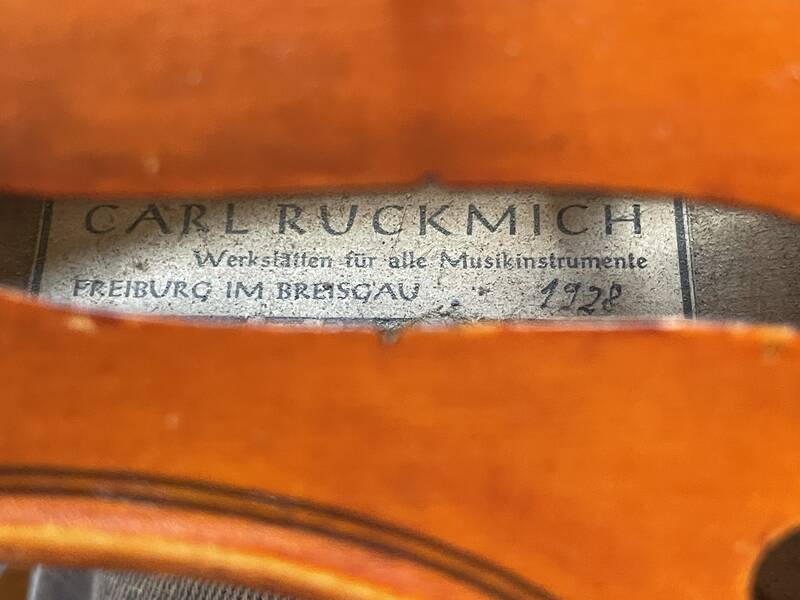 CARL RUCKMICH
Werkstätten für alle Musikinstrumente
FREIBURG IM BREISGAU 1928